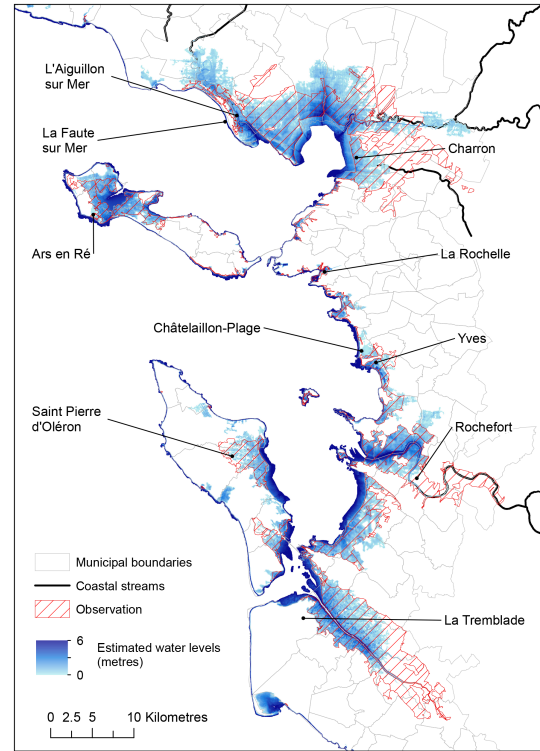 L'Aiguillon
sur Mer
La Faute
sur Mer
Charron
Ars en Ré
La Rochelle
Châtelaillon-Plage
Yves
Saint Pierre
d'Oléron
Rochefort
Municipal boundaries
Coastal streams
Observation
La Tremblade
6
Estimated water levels
(metres)
0
0 2.5 5 10 Kilometres